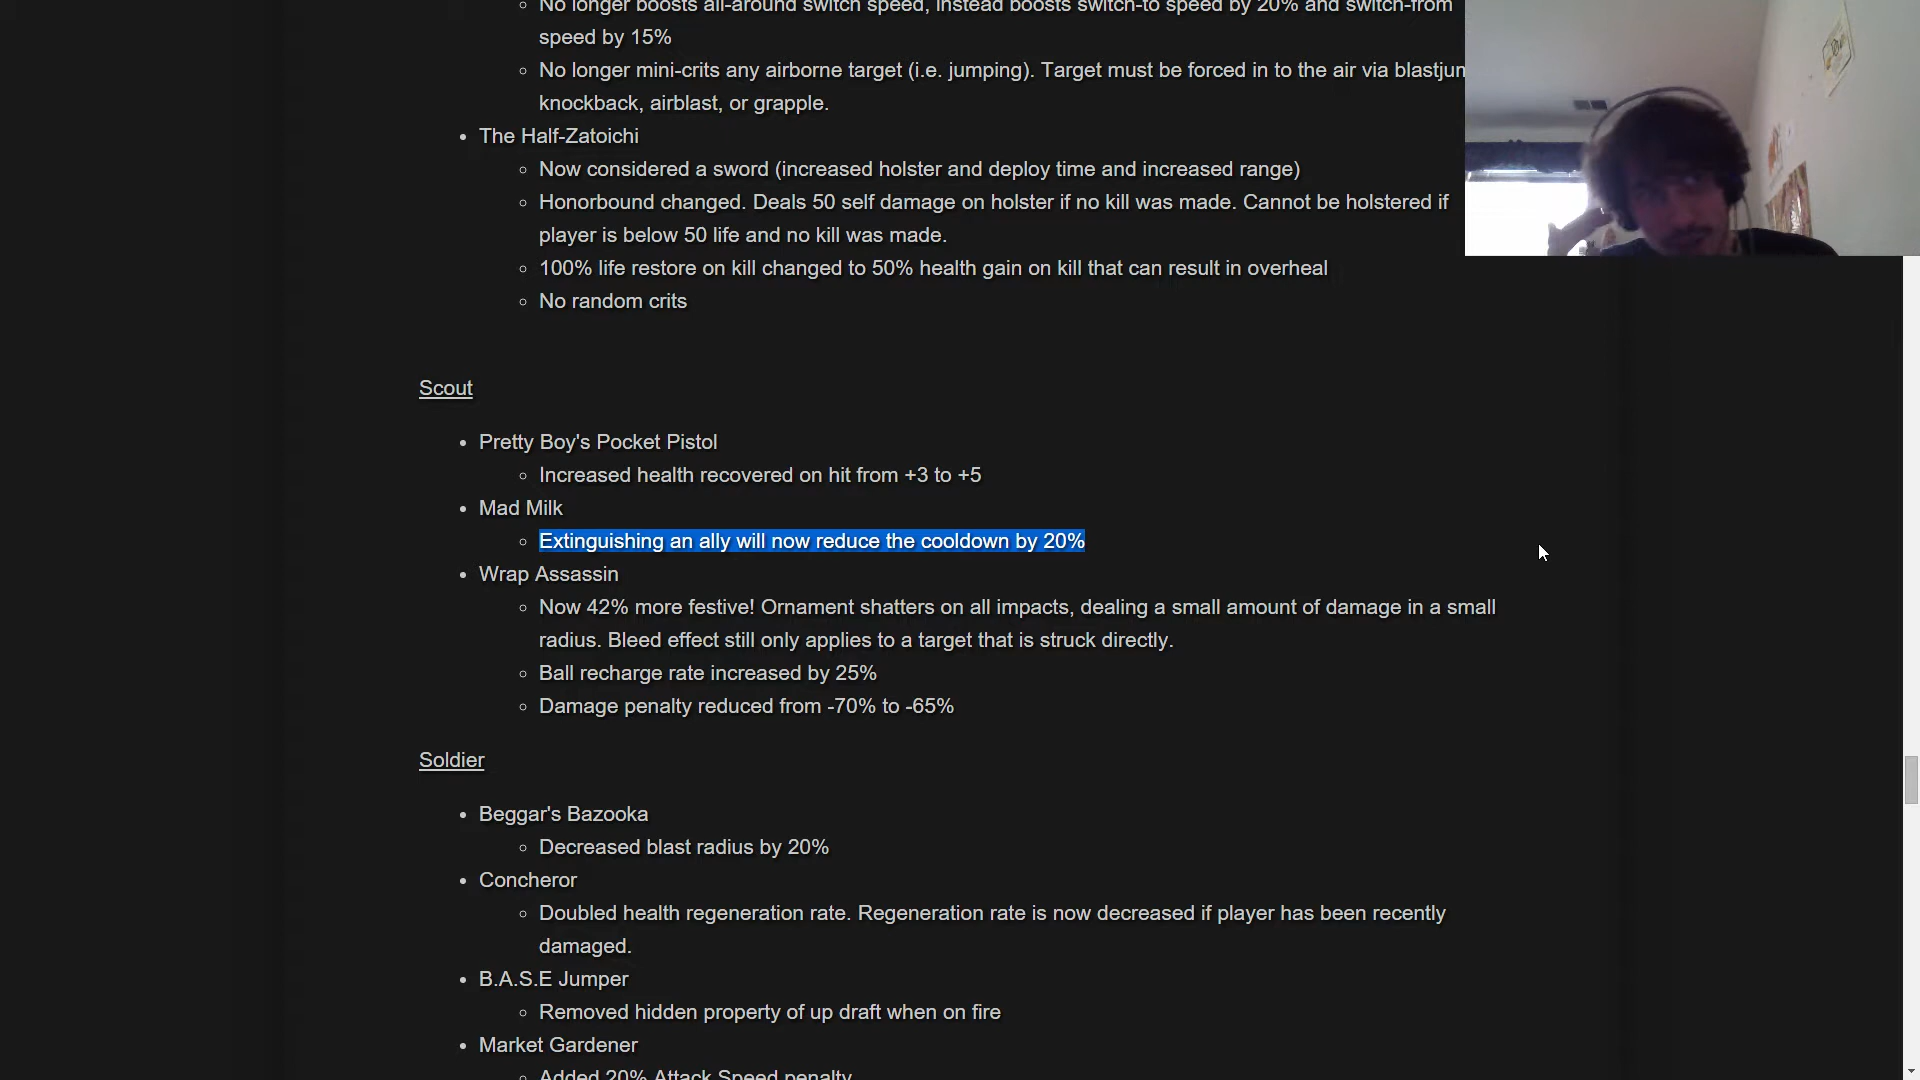 No longer boosts all-around switch speed, instead boosts switch-to speed by 20% and switch-from
speed by 15%
No longer mini-crits any airborne target (i.e. jumping). Target must be forced in to the air via
knockback, airblast, or grapple.
The Half-Zatoichi
Now considered a sword (increased holster and deploy time and increased range)
Honorbound changed. Deals 50 self damage on holster if no kill was made. Cannot be holstered if
player is below 50 life and no kill was made.
100% life restore on kill changed to 50% health gain on kill that can result in overheal
No random crits
Scout
Pretty Boy's Pocket Pistol
Increased health recovered on hit from +3 to +5
Mad Milk
Extinguishing an ally will now reduce the cooldown by 20%
Wrap Assassin
Now 42% more festive! Ornament shatters on all impacts, dealing a small amount of damage in a small
radius. Bleed effect still only applies to a target that is struck directly.
Ball recharge rate increased by 25%
Damage penalty reduced from -70% to -65%
Soldier
Beggar's Bazooka
Decreased blast radius by 20%
Concheror
Doubled health regeneration rate. Regeneration rate is now decreased if player has been recently
damaged.
B.A.S.E Jumper
Removed hidden property of up draft when on fire
Market Gardener
Added 20% Attack Speed penalty